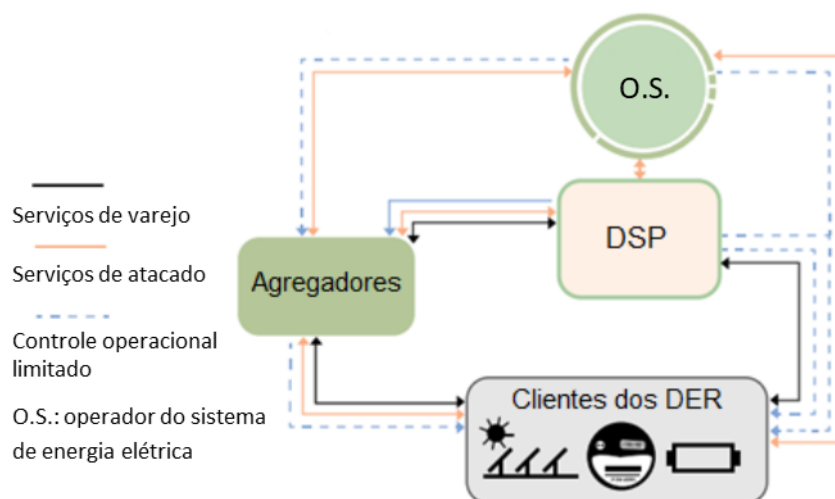 O.S.
Serviços de varejo
DSP
Serviços de atacado
Agregadores
Controle operacional
limitado
Clientes dos DER
O.S.: operador do sistema
de energia elétrica